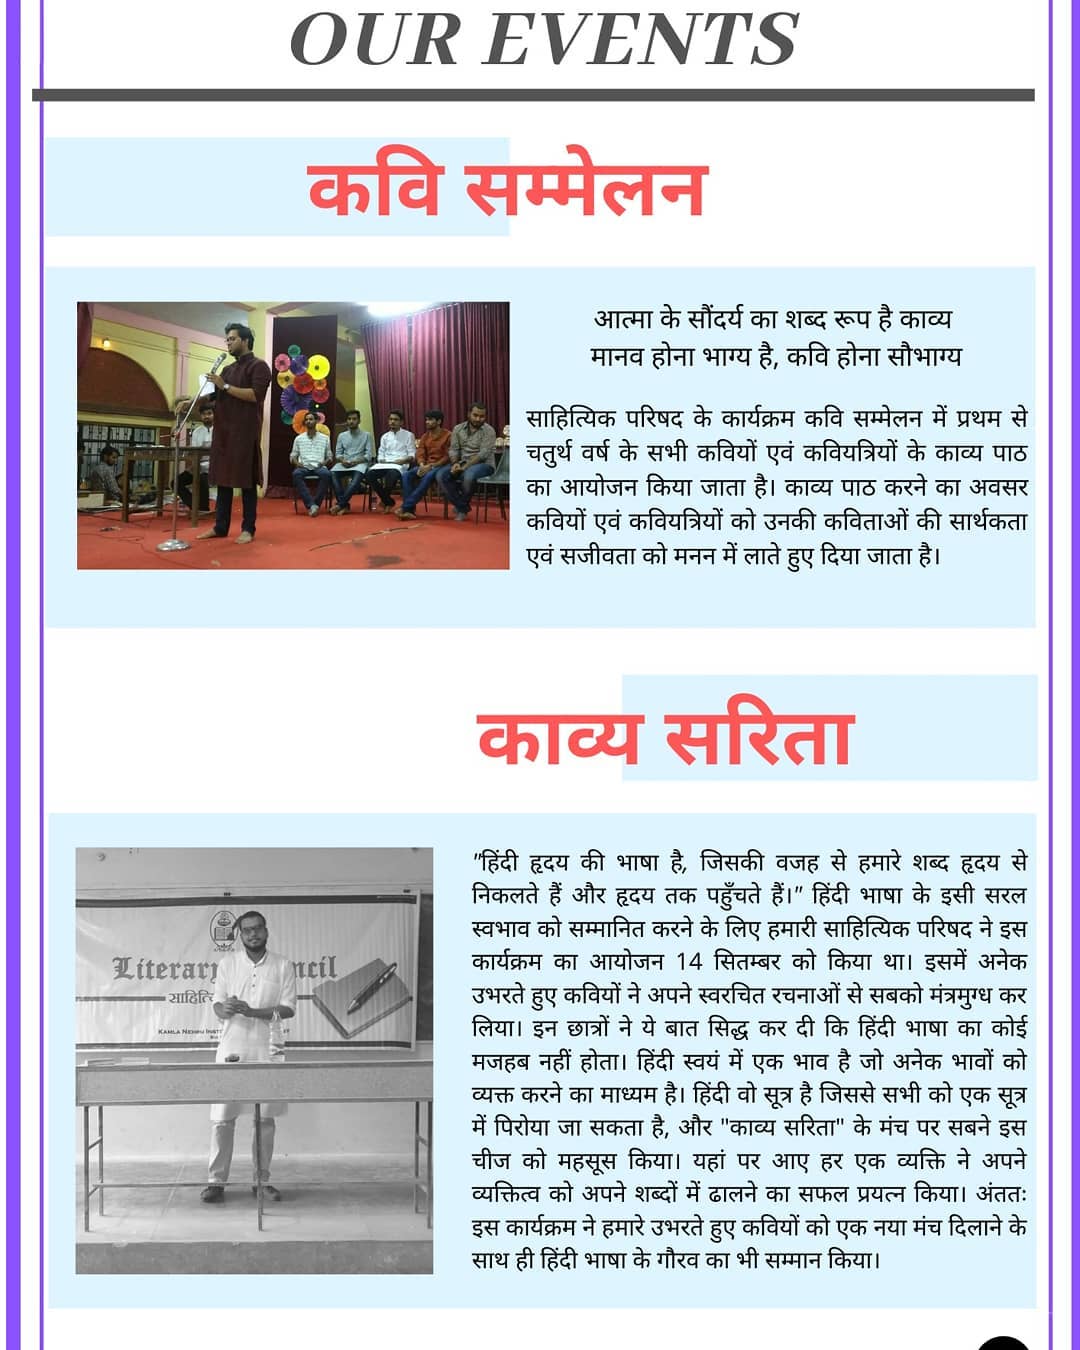 OUR EVENTS
कवि सम्मेलन
आत्मा के सौंदर्य का शब्द रूप है काव्य
मानव होना भाग्य है, कवि होना सौभाग्य
साहित्यिक परिषद के कार्यक्रम कवि सम्मेलन में प्रथम से
चतुर्थ वर्ष के सभी कवियों एवं कवियत्रियों के काव्य पाठ
का आयोजन किया जाता है। काव्य पाठ करने का अवसर
कवियों एवं कवियत्रियों को उनकी कविताओं की सार्थकता
एवं सजीवता को मनन में लाते हुए दिया जाता है।
काव्य सरिता
"हिंदी हृदय की भाषा है, जिसकी वजह से हमारे शब्द हृदय से
निकलते हैं और हृदय तक पहुँचते हैं।" हिंदी भाषा के इसी सरल
स्वभाव को सम्मानित करने के लिए हमारी साहित्यिक परिषद ने इस
कार्यक्रम का आयोजन 14 सितम्बर को किया था। इसमें अनेक
उभरते हुए कवियों ने अपने स्वरचित रचनाओं से सबको मंत्रमुग्ध कर
लिया। इन छात्रों ने ये बात सिद्ध कर दी कि हिंदी भाषा का कोई
मजहब नहीं होता। हिंदी स्वयं में एक भाव है जो अनेक भावों को
व्यक्त करने का माध्यम है। हिंदी वो सूत्र है जिससे सभी को एक सूत्र
में पिरोया जा सकता है, और "काव्य सरिता" के मंच पर सबने इस
चीज को महसूस किया। यहां पर आए हर एक व्यक्ति ने अपने
व्यक्तित्व को अपने शब्दों में ढालने का सफल प्रयत्न किया। अंततः
इस कार्यक्रम ने हमारे उभरते हुए कवियों को एक नया मंच दिलाने के
साथ ही हिंदी भाषा के गौरव का भी सम्मान किया।
Literary
KAMLA NEHRU